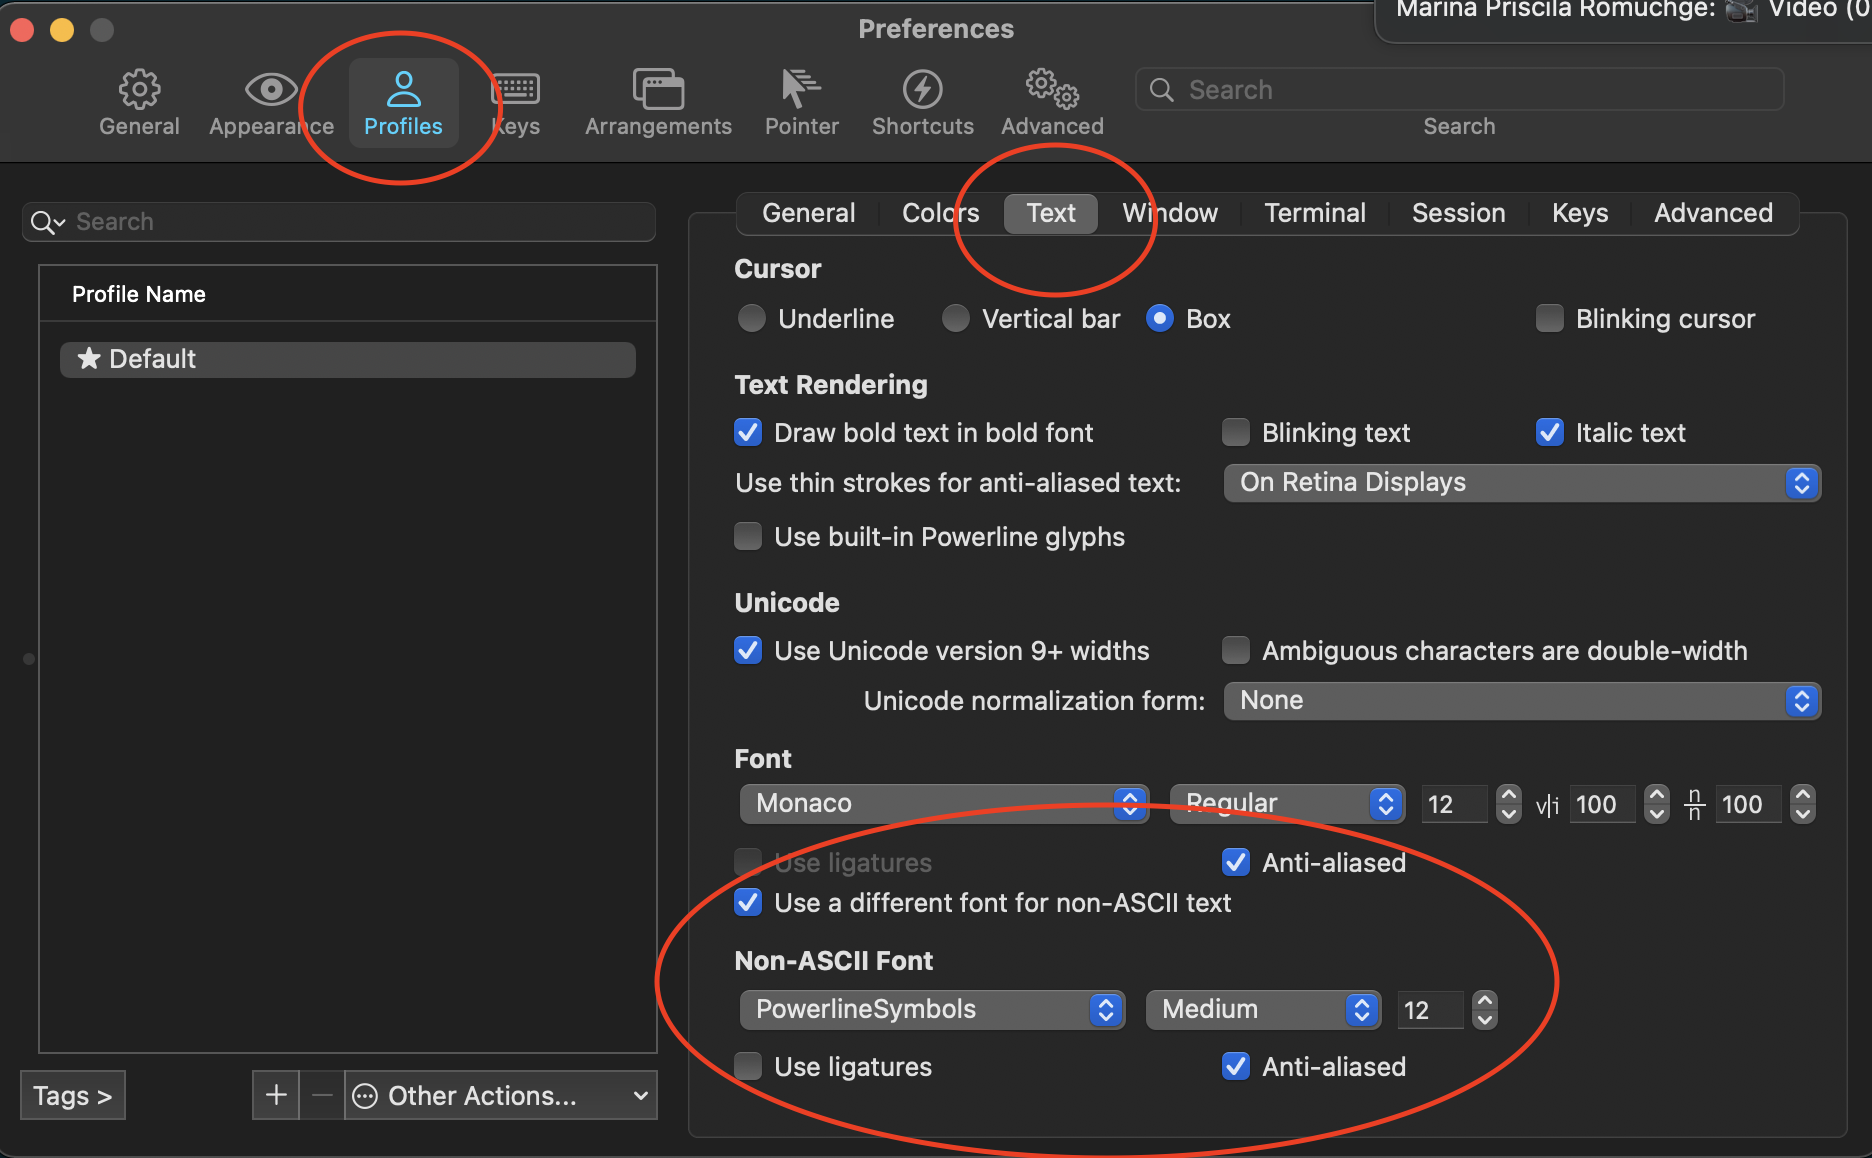 Preferences
Marina Priscila Romuchge: 📹 Video (0
General
Appearance
Profiles
Keys
Arrangements
Pointer
Shortcuts
Advanced
Search
Search
Search
Profile Name
★ Default
Tags >
+
−
Other Actions...
General Colors Text Window Terminal Session Keys Advanced
Cursor
Underline Vertical bar Box Blinking cursor
Text Rendering
Draw bold text in bold font Blinking text Italic text
Use thin strokes for anti-aliased text: On Retina Displays
Use built-in Powerline glyphs
Unicode
Use Unicode version 9+ widths Ambiguous characters are double-width
Unicode normalization form: None
Font
Monaco Regular 12 v|i 100 n/n 100
Use ligatures Anti-aliased
Use a different font for non-ASCII text
Non-ASCII Font
PowerlineSymbols Medium 12
Use ligatures Anti-aliased